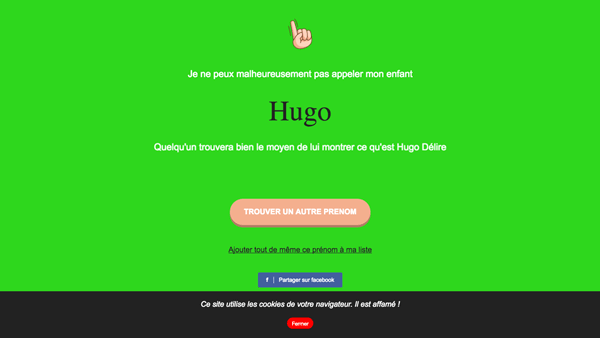 Je ne peux malheureusement pas appeler mon enfant
Hugo
Quelqu'un trouvera bien le moyen de lui montrer ce qu'est Hugo Délire
TROUVER UN AUTRE PRENOM
Ajouter tout de même ce prénom à ma liste
f Partager sur facebook
Ce site utilise les cookies de votre navigateur. Il est affamé !
Fermer